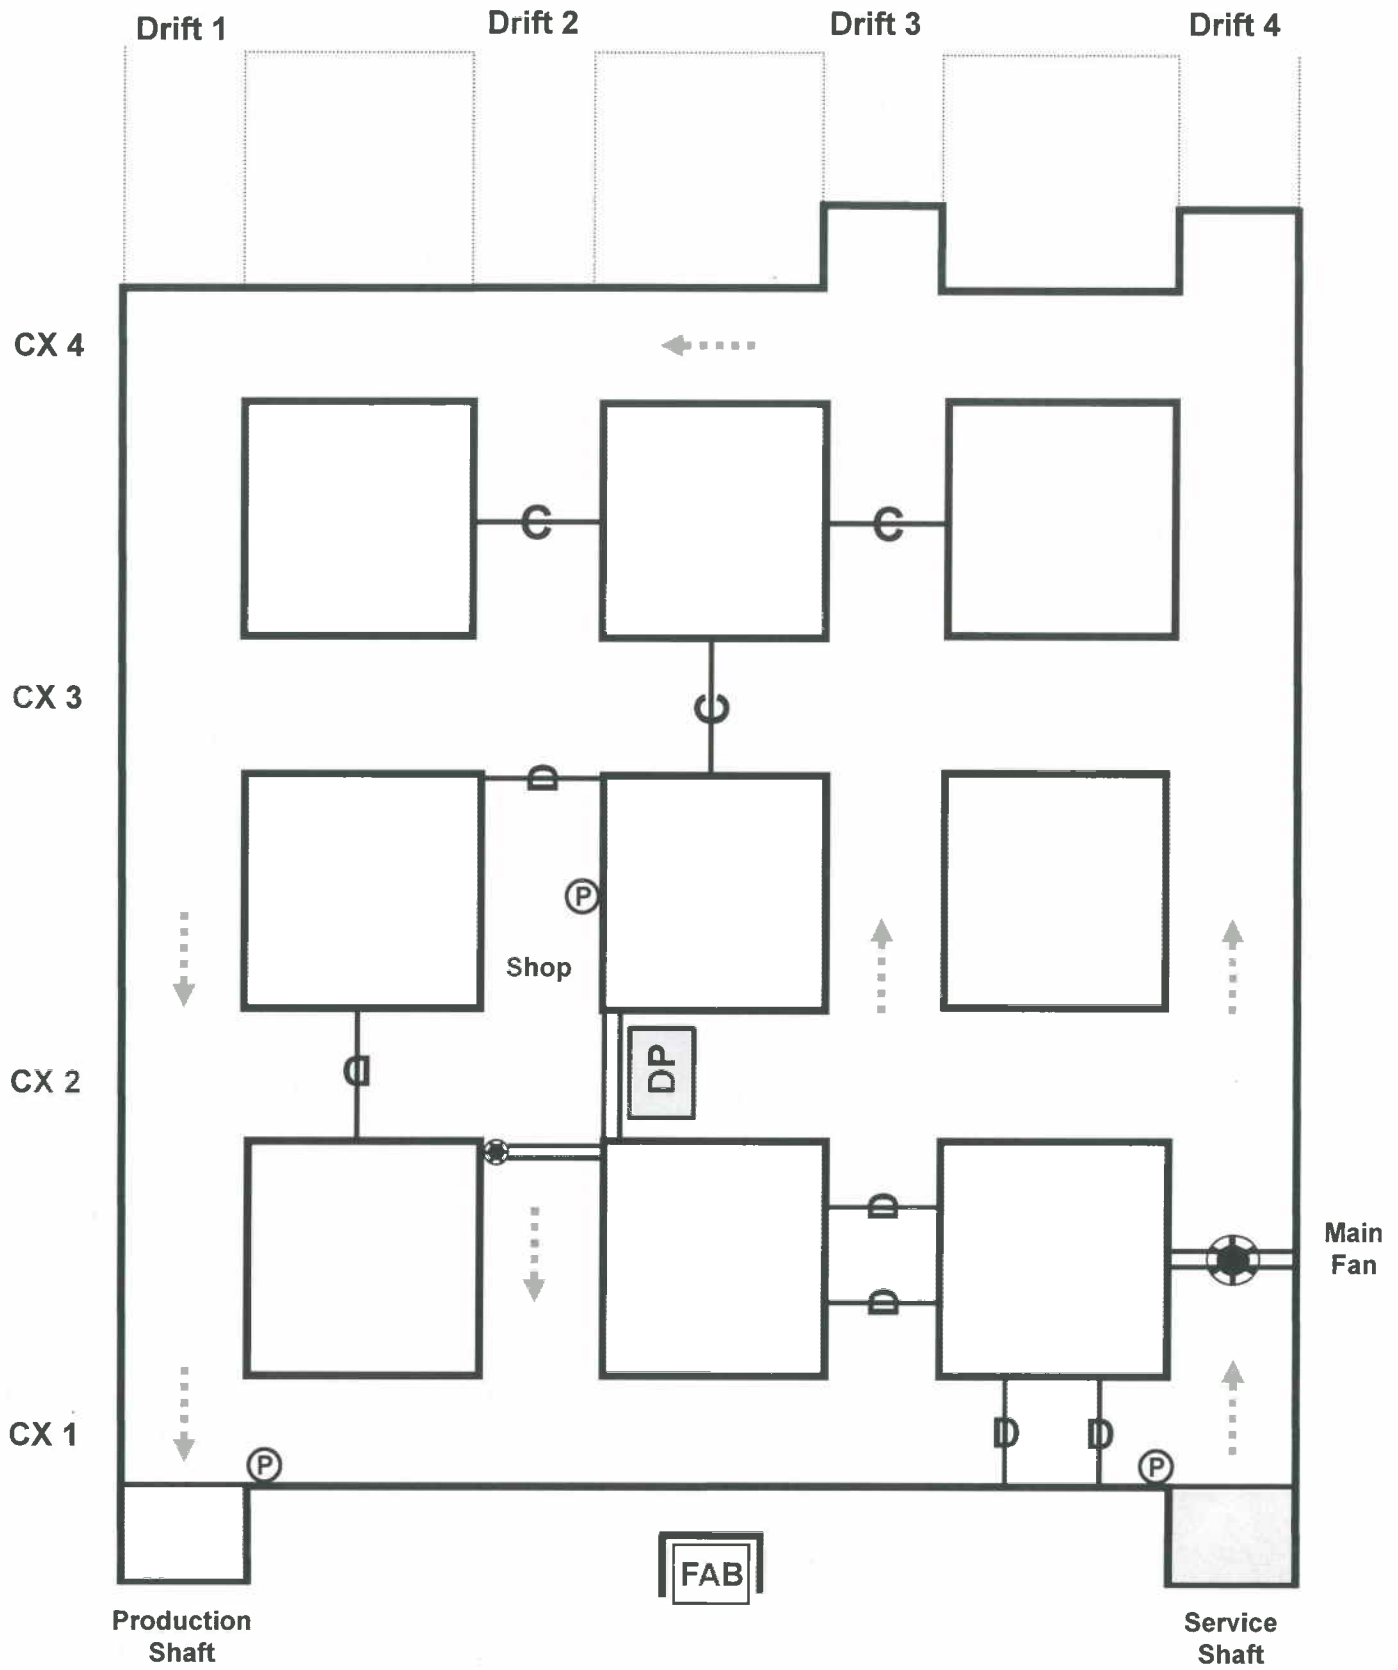 Drift 1
Drift 2
Drift 3
Drift 4
CX 4
C
C
CX 3
C
D
P
Shop
CX 2
D
DP
D
Main
Fan
D
CX 1
D
D
P
P
FAB
Production
Shaft
Service
Shaft